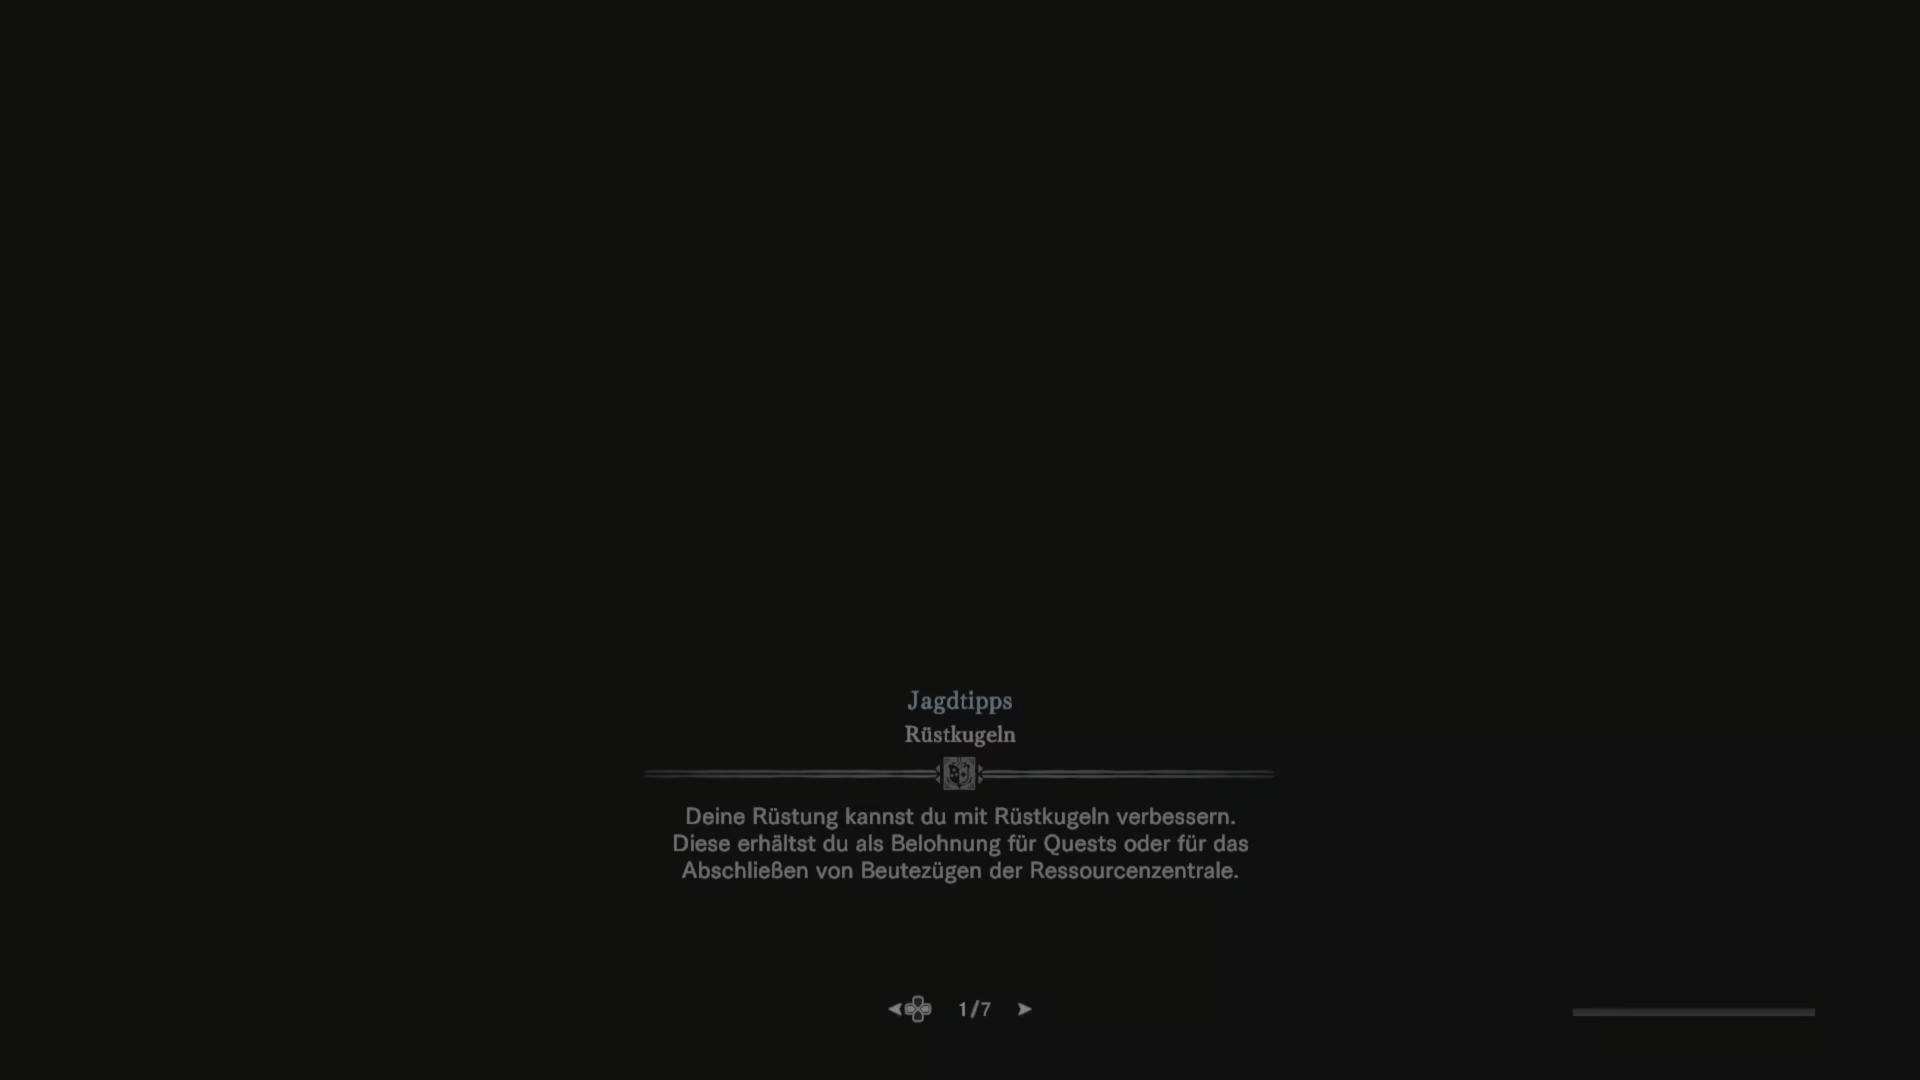 Jagdtipps
Rüstkugeln
Deine Rüstung kannst du mit Rüstkugeln verbessern.
Diese erhältst du als Belohnung für Quests oder für das
Abschließen von Beutezügen der Ressourcenzentrale.
1/7